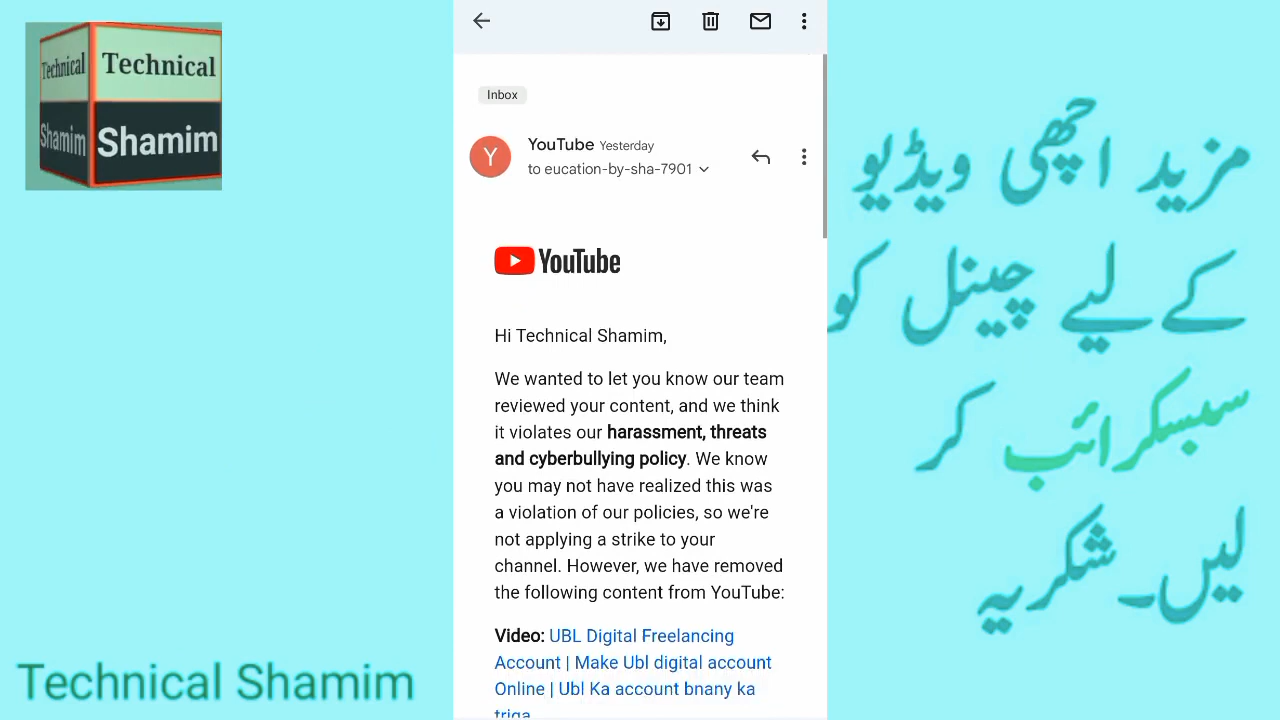 Technical
Technical
Shamim
Shamim
Inbox
Y
YouTube Yesterday
to eucation-by-sha-7901
YouTube
Hi Technical Shamim,
We wanted to let you know our team
reviewed your content, and we think
it violates our harassment, threats
and cyberbullying policy. We know
you may not have realized this was
a violation of our policies, so we're
not applying a strike to your
channel. However, we have removed
the following content from YouTube:
Video: UBL Digital Freelancing
Account | Make Ubl digital account
Online | Ubl Ka account bnany ka
triqa
مزید اچھی ویڈیو
کے لیے چینل کو
سبسکرائب کر
لیں۔ شکریہ
Technical Shamim